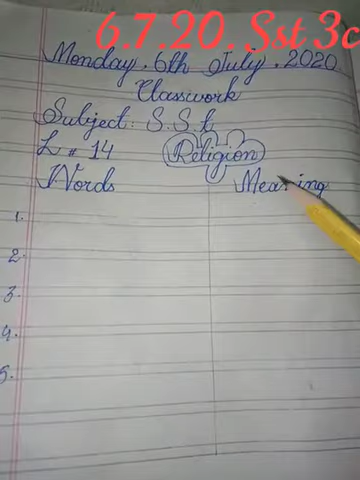 6.7.20. Sst 3c
Monday, 6th July, 2020
Classwork
Subject: S.St
L # 14 Religion
Words Meaning
1.
2.
3.
4.
5.